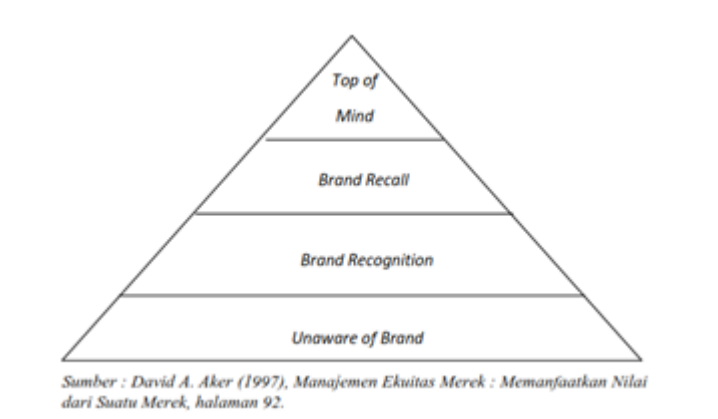 Top of
Mind
Brand Recall
Brand Recognition
Unaware of Brand
Sumber : David A. Aker (1997), Manajemen Ekuitas Merek : Memanfaatkan Nilai
dari Suatu Merek, halaman 92.